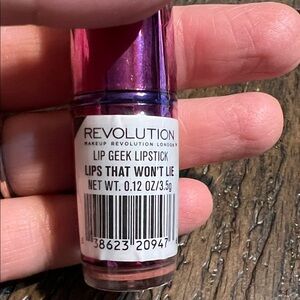 REVOLUTION
MAKEUP REVOLUTION LONDON
LIP GEEK LIPSTICK
LIPS THAT WON'T LIE
NET WT. 0.12 OZ/3.5g
38623 20947